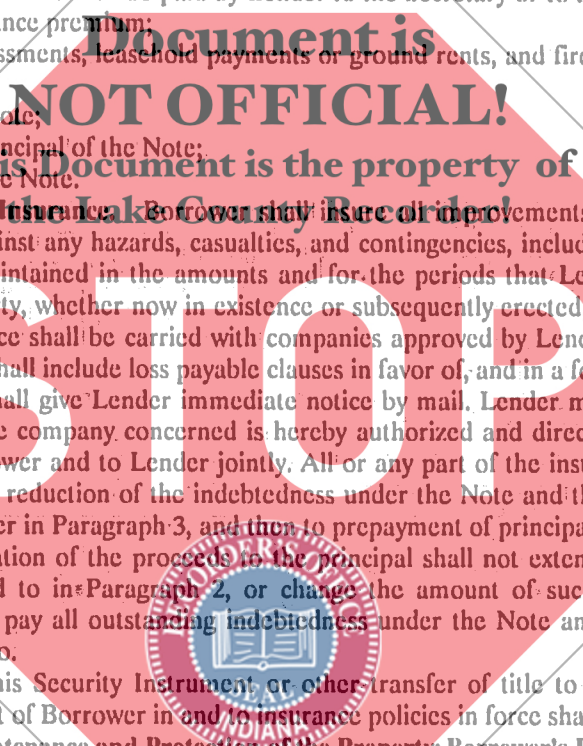 ance premium;
Document is
ssments, leasehold payments or ground rents, and fire
NOT OFFICIAL!
ote;
ncipal of the Note;
is Document is the property of
e Note.
the Lake County Recorder!
Insurance. Borrower shall insure all improvements
inst any hazards, casualties, and contingencies, includ
intained in the amounts and for the periods that Le
ty, whether now in existence or subsequently erected
ce shall be carried with companies approved by Lend
hall include loss payable clauses in favor of, and in a fo
STOP
all give Lender immediate notice by mail. Lender m
e company concerned is hereby authorized and direc
wer and to Lender jointly. All or any part of the ins
reduction of the indebtedness under the Note and t
er in Paragraph 3, and then to prepayment of principa
ation of the proceeds to the principal shall not exten
d to in Paragraph 2, or change the amount of suc
pay all outstanding indebtedness under the Note an
o.
RECORDER'S OFFICE
SEAL
INDIANA
his Security Instrument or other transfer of title to
t of Borrower in and to insurance policies in force sha